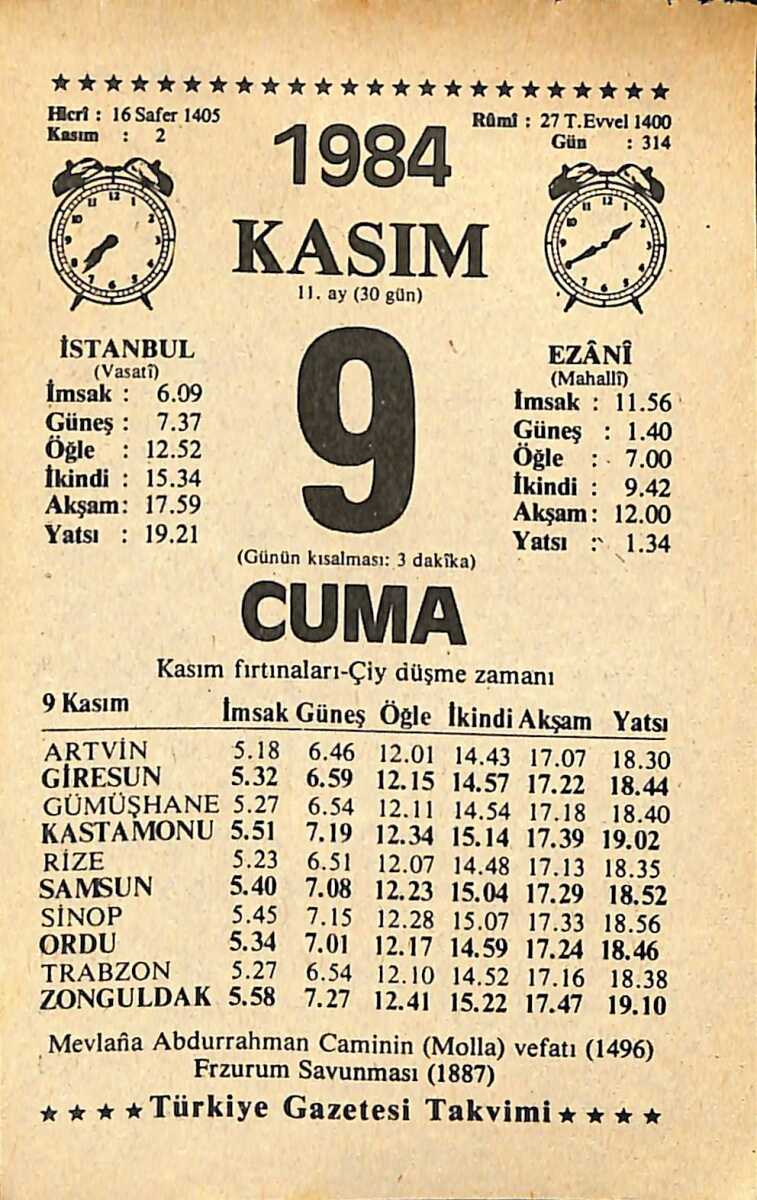 Hicrî : 16 Safer 1405
Kasım : 2
1984
Rûmî : 27 T.Evvel 1400
Gün : 314
KASIM
11. ay (30 gün)
9
İSTANBUL
(Vasatî)
İmsak : 6.09
Güneş : 7.37
Öğle : 12.52
İkindi : 15.34
Akşam: 17.59
Yatsı : 19.21
EZÂNÎ
(Mahallî)
İmsak : 11.56
Güneş : 1.40
Öğle : 7.00
İkindi : 9.42
Akşam: 12.00
Yatsı : 1.34
(Günün kısalması: 3 dakîka)
CUMA
Kasım fırtınaları-Çiy düşme zamanı
9 Kasım İmsak Güneş Öğle İkindi Akşam Yatsı
ARTVİN 5.18 6.46 12.01 14.43 17.07 18.30
GİRESUN 5.32 6.59 12.15 14.57 17.22 18.44
GÜMÜŞHANE 5.27 6.54 12.11 14.54 17.18 18.40
KASTAMONU 5.51 7.19 12.34 15.14 17.39 19.02
RİZE 5.23 6.51 12.07 14.48 17.13 18.35
SAMSUN 5.40 7.08 12.23 15.04 17.29 18.52
SİNOP 5.45 7.15 12.28 15.07 17.33 18.56
ORDU 5.34 7.01 12.17 14.59 17.24 18.46
TRABZON 5.27 6.54 12.10 14.52 17.16 18.38
ZONGULDAK 5.58 7.27 12.41 15.22 17.47 19.10
Mevlâña Abdurrahman Caminin (Molla) vefatı (1496)
Frzurum Savunması (1887)
★ ★ ★ ★ Türkiye Gazetesi Takvimi ★ ★ ★ ★